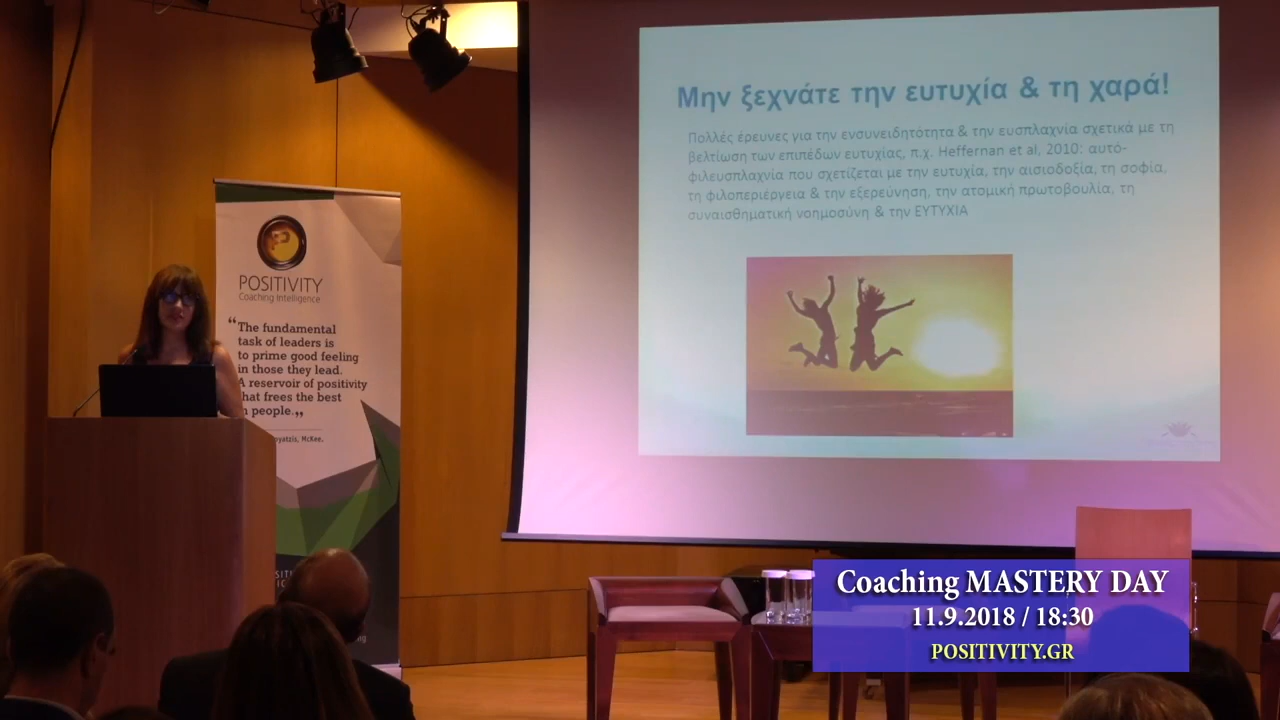 Μην ξεχνάτε την ευτυχία & τη χαρά!
Πολλές έρευνες για την ενσυνειδητότητα & την ευσπλαχνία σχετικά με τη
βελτίωση των επιπέδων ευτυχίας, π.χ. Heffernan et al, 2010: αυτό-
φιλευσπλαχνία που σχετίζεται με την ευτυχία, την αισιοδοξία, τη σοφία,
τη φιλοπεριέργεια & την εξερεύνηση, την ατομική πρωτοβουλία, τη
συναισθηματική νοημοσύνη & την ΕΥΤΥΧΙΑ
POSITIVITY
Coaching Intelligence
“The fundamental
task of leaders is
to prime good feeling
in those they lead.
A reservoir of positivity
that frees the best
n people.„
oyatzis, McKee.
Coaching MASTERY DAY
11.9.2018 / 18:30
POSITIVITY.GR